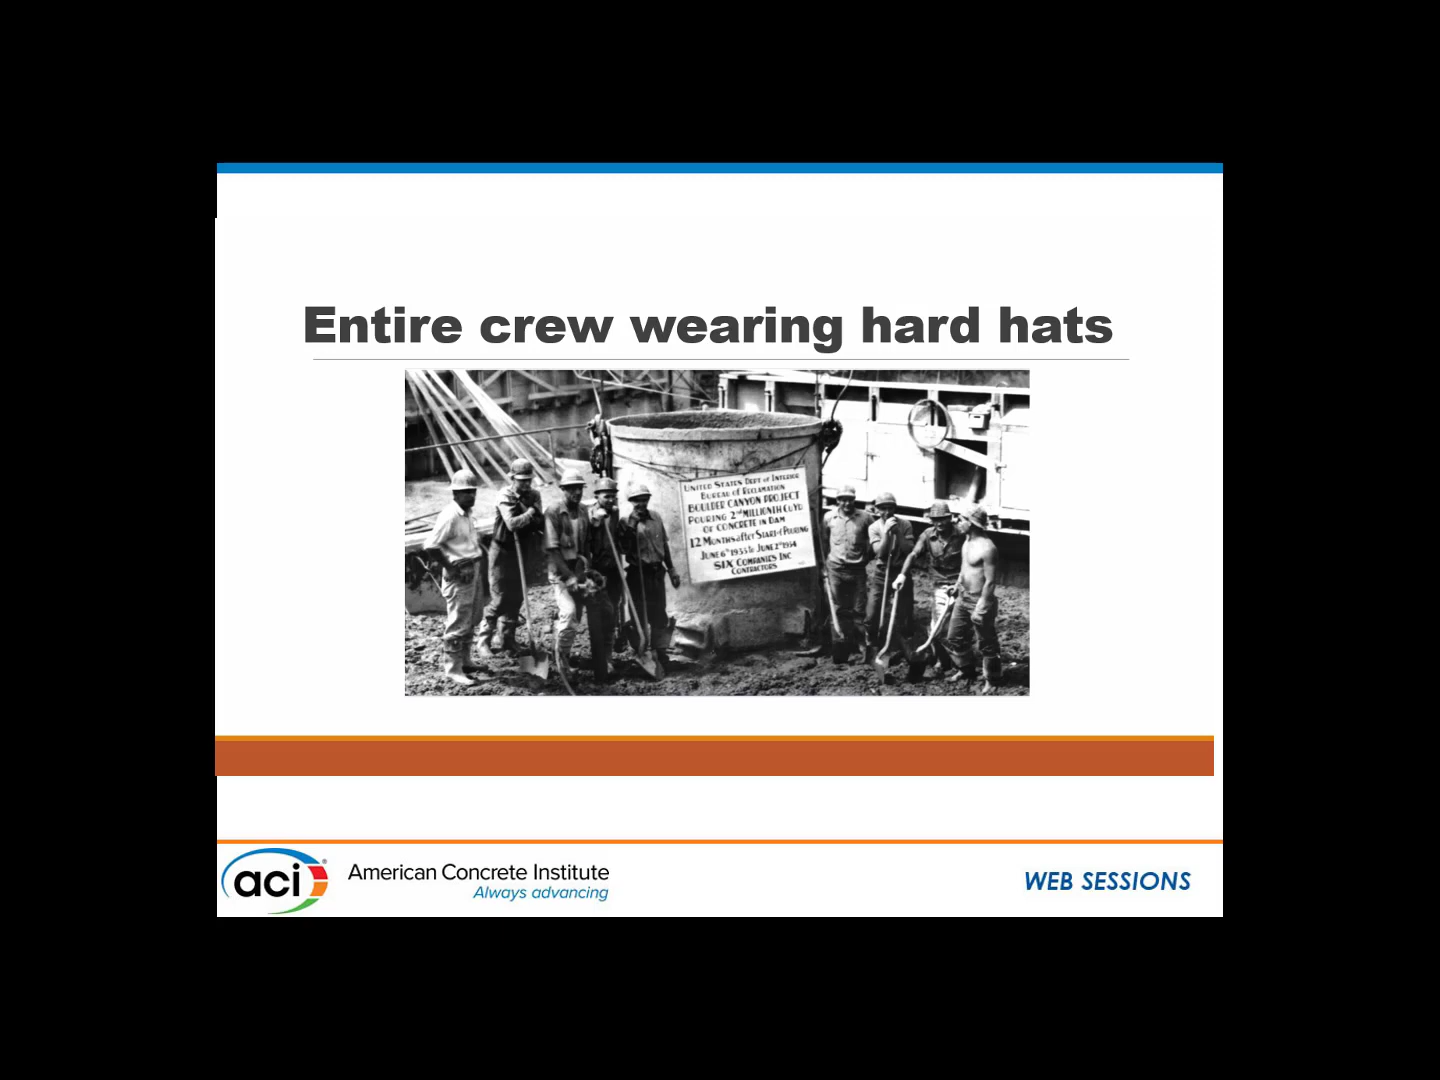 Entire crew wearing hard hats
UNITED STATES DEPT OF INTERIOR
BUREAU OF RECLAMATION
BOULDER CANYON PROJECT
POURING 2nd MILLIONTH CU YD
OF CONCRETE IN DAM
12 MONTHS after START of POURING
JUNE 6th 1933 to JUNE 2nd 1934
SIX COMPANIES INC
CONTRACTORS
aci®
American Concrete Institute
Always advancing
WEB SESSIONS